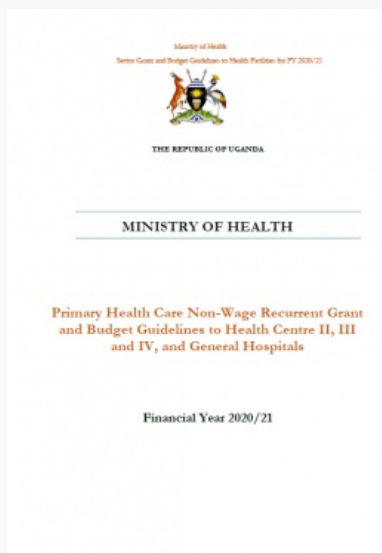 Ministry of Health
Sector Grant and Budget Guidelines to Health Facilities for FY 2020/21
THE REPUBLIC OF UGANDA
MINISTRY OF HEALTH
Primary Health Care Non-Wage Recurrent Grant
and Budget Guidelines to Health Centre II, III
and IV, and General Hospitals
Financial Year 2020/21